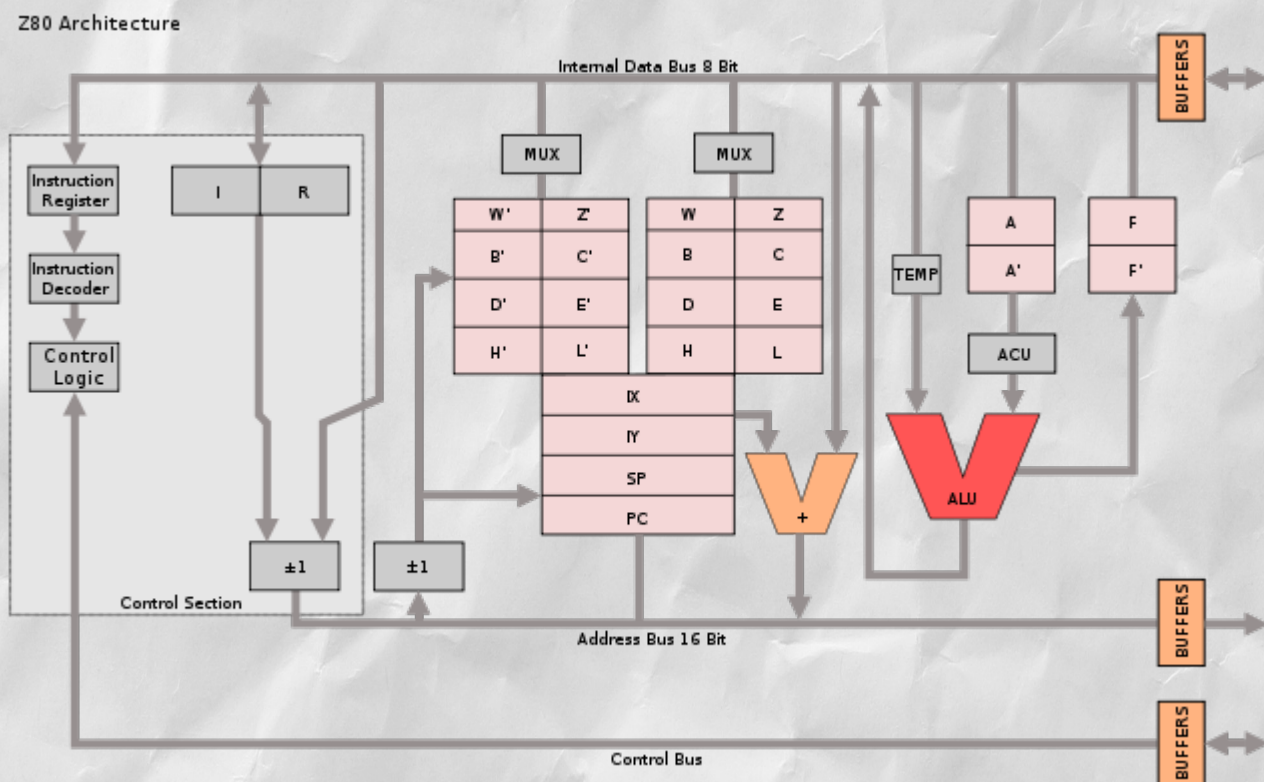 Z80 Architecture
Internal Data Bus 8 Bit
BUFFERS
MUX
MUX
Instruction
Register
I
R
W'
Z'
W
Z
A
F
B'
C'
B
C
Instruction
Decoder
TEMP
A'
F'
D'
E'
D
E
Control
Logic
H'
L'
H
L
ACU
IX
IY
SP
ALU
PC
+
±1
±1
Control Section
Address Bus 16 Bit
BUFFERS
Control Bus
BUFFERS